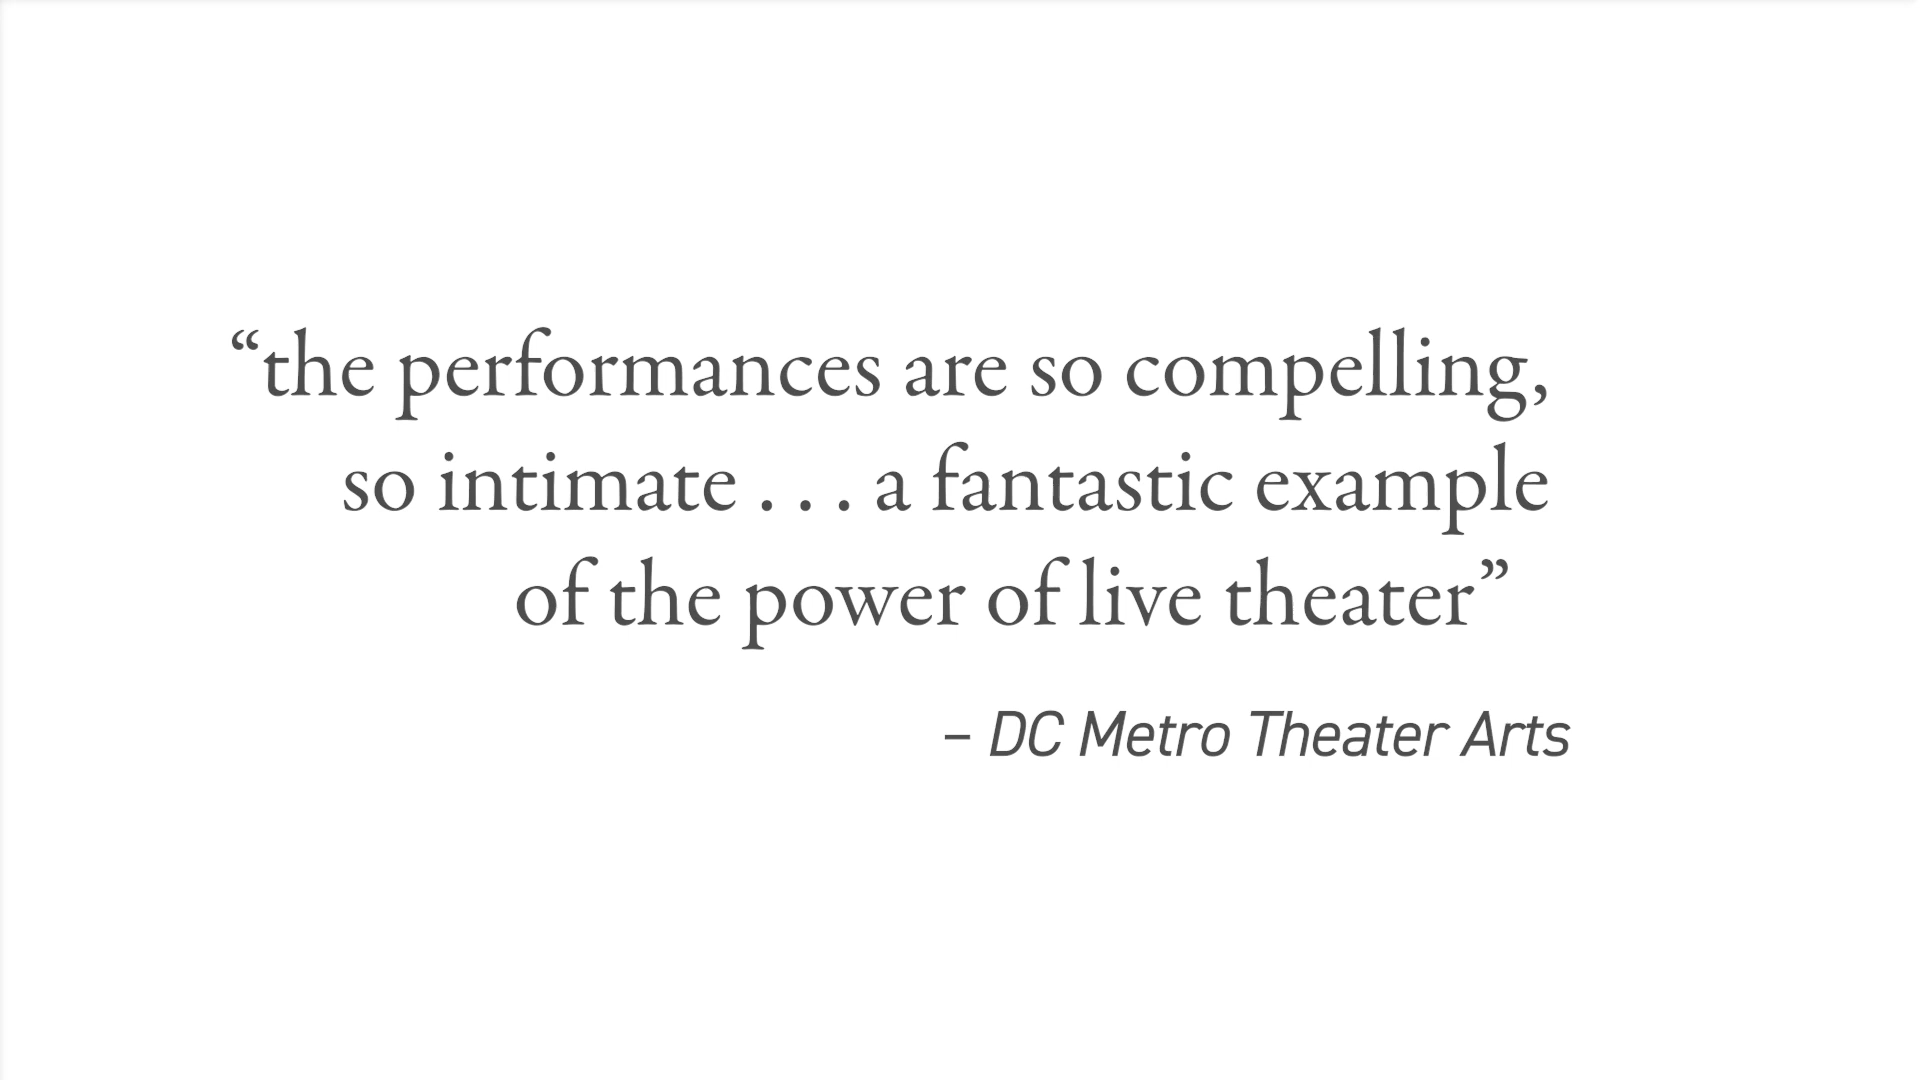 “the performances are so compelling,
so intimate . . . a fantastic example
of the power of live theater”
– DC Metro Theater Arts